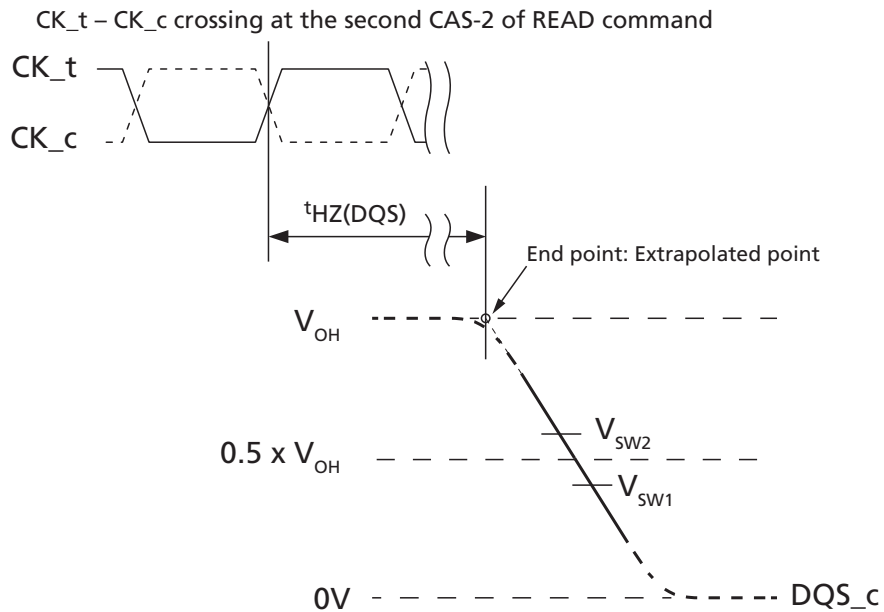 CK_t – CK_c crossing at the second CAS-2 of READ command
CK_t
CK_c
tHZ(DQS)
End point: Extrapolated point
VOH
VSW2
0.5 x VOH
VSW1
0V
DQS_c